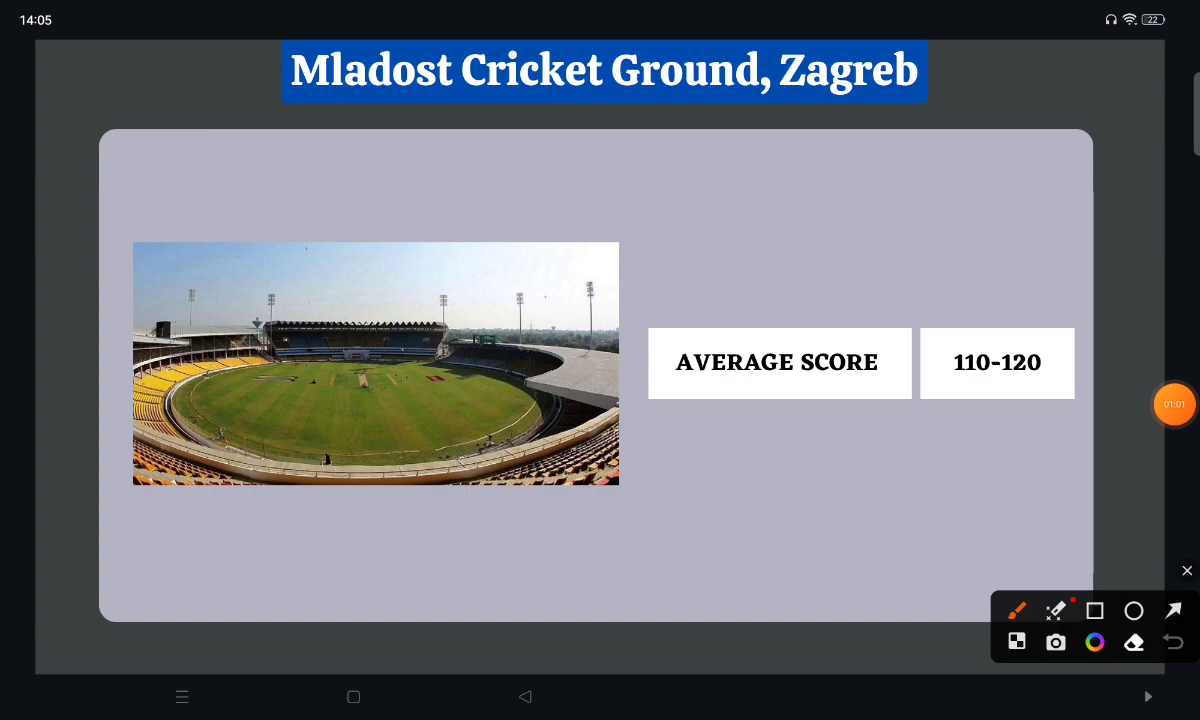 14:05
22
Mladost Cricket Ground, Zagreb
AVERAGE SCORE
110-120
01:01